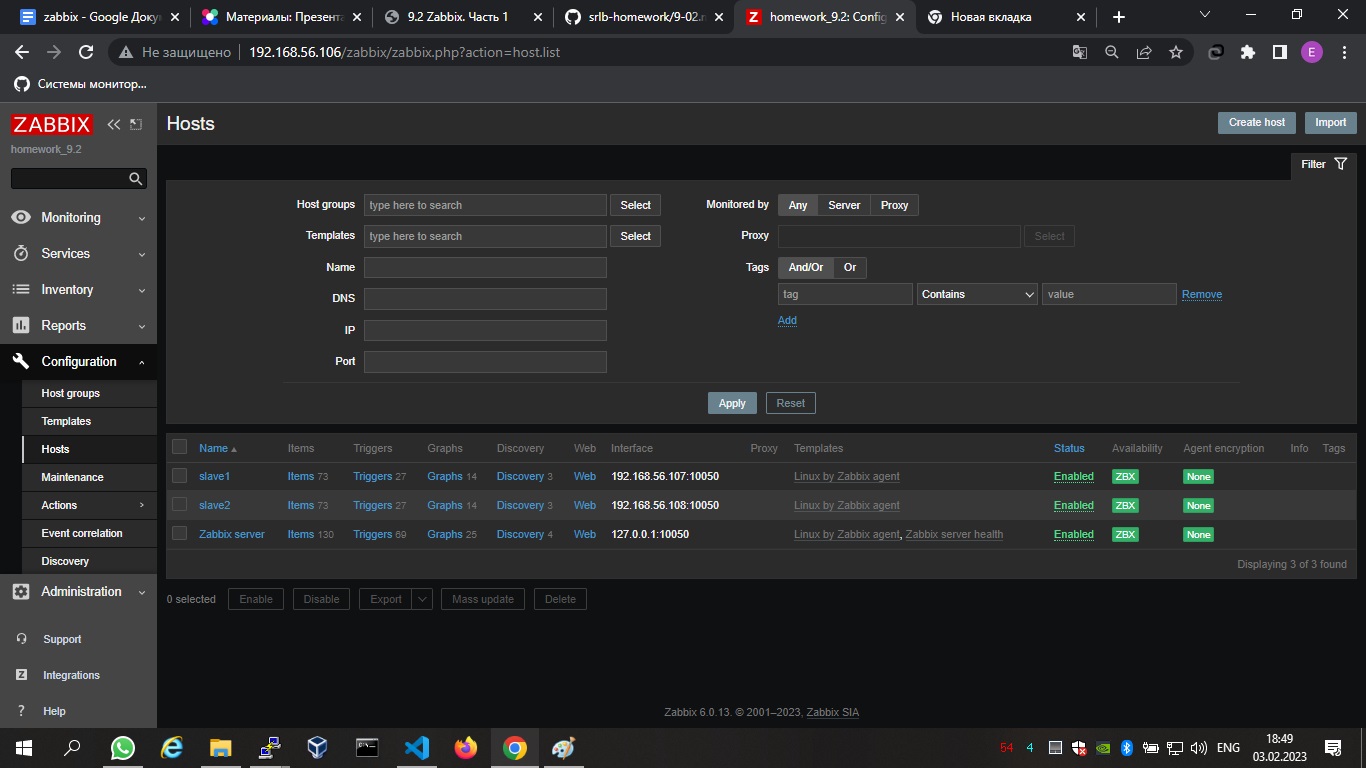 zabbix - Google Доку
Материалы: Презента
9.2 Zabbix. Часть 1
srlb-homework/9-02.r
homework_9.2: Config
Новая вкладка
Не защищено
192.168.56.106/zabbix/zabbix.php?action=host.list
E
Системы монитор...
ZABBIX
homework_9.2
Monitoring
Services
Inventory
Reports
Configuration
Host groups
Templates
Hosts
Maintenance
Actions
Event correlation
Discovery
Administration
Support
Integrations
Help
Hosts
Create host
Import
Filter
Host groups type here to search Select
Templates type here to search Select
Name
DNS
IP
Port
Monitored by Any Server Proxy
Proxy Select
Tags And/Or Or
tag Contains value Remove
Add
Apply Reset
Name Items Triggers Graphs Discovery Web Interface Proxy Templates Status Availability Agent encryption Info Tags
slave1 Items 73 Triggers 27 Graphs 14 Discovery 3 Web 192.168.56.107:10050 Linux by Zabbix agent Enabled ZBX None
slave2 Items 73 Triggers 27 Graphs 14 Discovery 3 Web 192.168.56.108:10050 Linux by Zabbix agent Enabled ZBX None
Zabbix server Items 130 Triggers 69 Graphs 25 Discovery 4 Web 127.0.0.1:10050 Linux by Zabbix agent, Zabbix server health Enabled ZBX None
Displaying 3 of 3 found
0 selected Enable Disable Export Mass update Delete
Zabbix 6.0.13. © 2001–2023, Zabbix SIA
54 4 ENG
18:49
03.02.2023